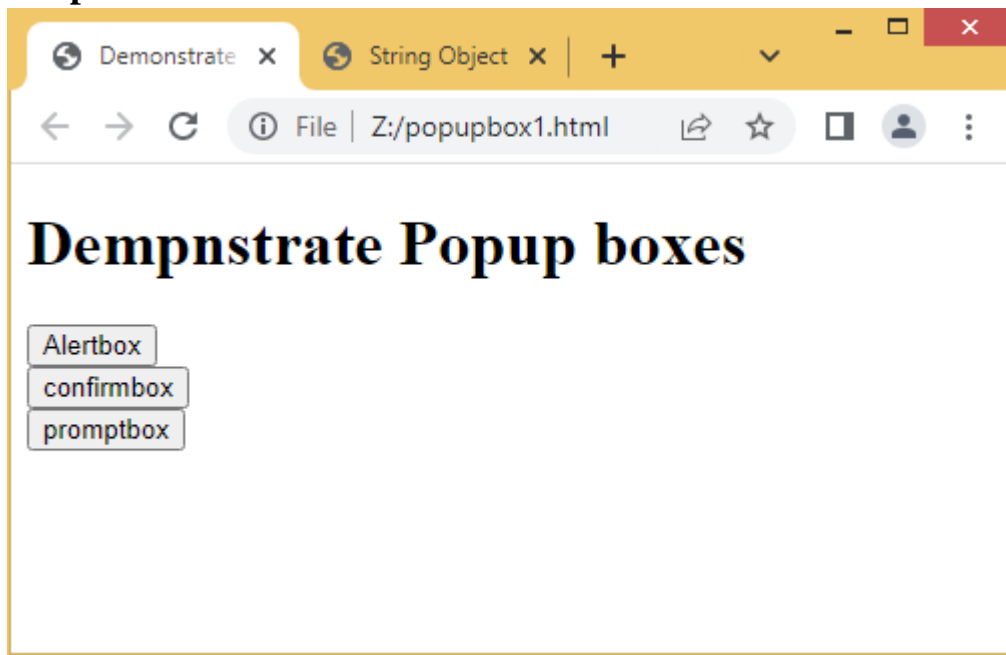 Demonstrate
String Object
File Z:/popupbox1.html
Dempnstrate Popup boxes
Alertbox
confirmbox
promptbox